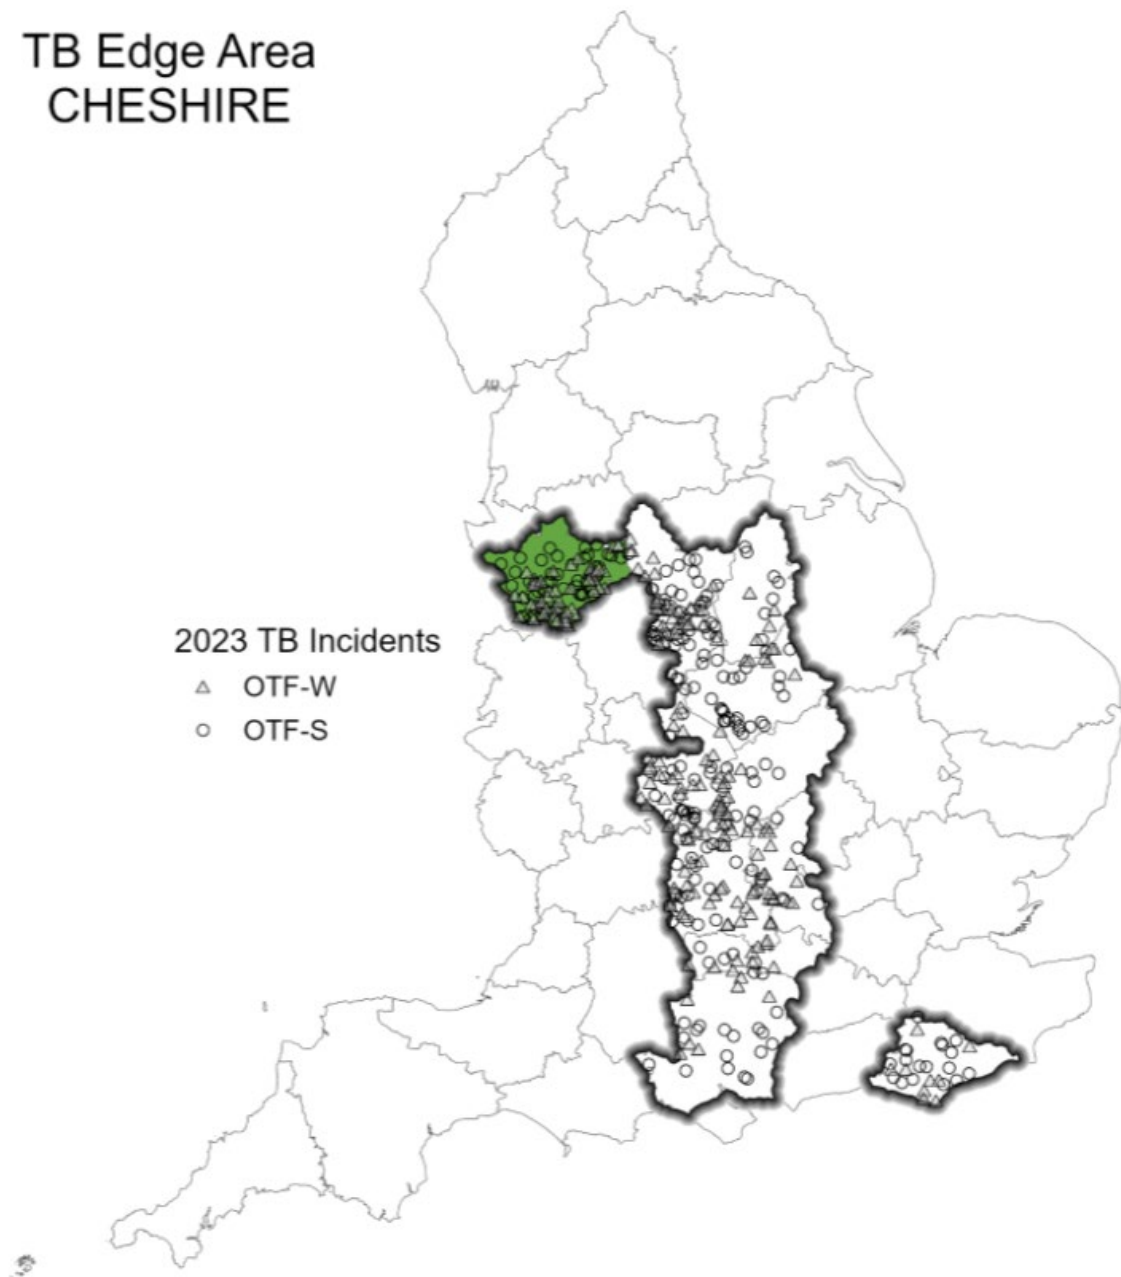 TB Edge Area
CHESHIRE
2023 TB Incidents
OTF-W
OTF-S